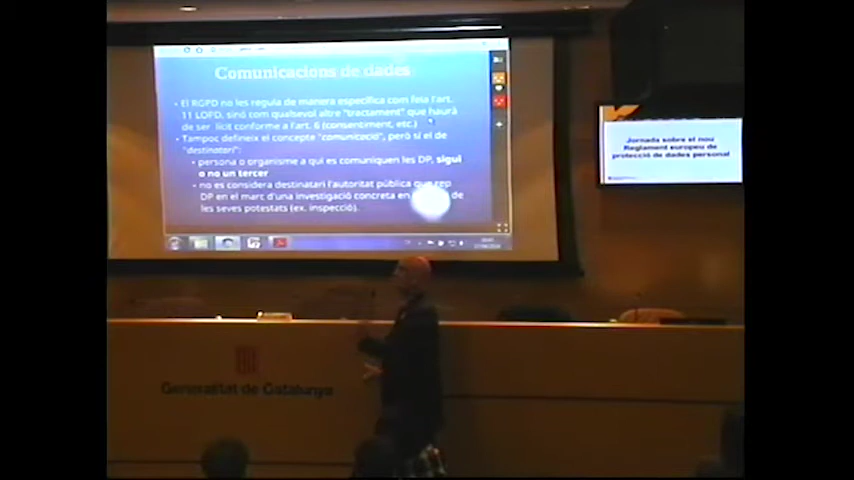 Comunicacions de dades
El RGPD no les regula de manera específica com feia l'art.
11 LOPD, sinó com qualsevol altre "tractament" que haurà
de ser lícit conforme a l'art. 6 (consentiment, etc.)
Tampoc defineix el concepte "comunicació", però sí el de
"destinatari":
persona o organisme a qui es comuniquen les DP, sigui
o no un tercer
no es considera destinatari l'autoritat pública que rep
DP en el marc d'una investigació concreta en de
les seves potestats (ex. inspecció).
Jornada sobre el nou
Reglament europeu de
protecció de dades personal
Generalitat de Catalunya